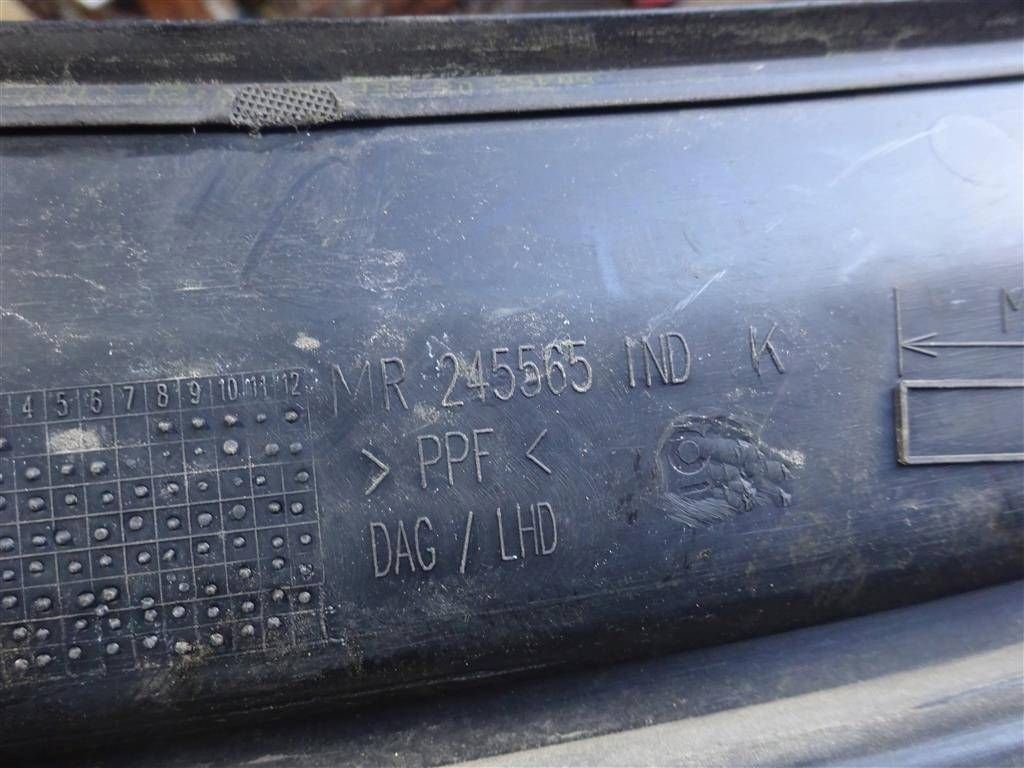 4 5 6 7 8 9 10 11 12
MR 245565 IND K
> PPF <
DAG / LHD
M